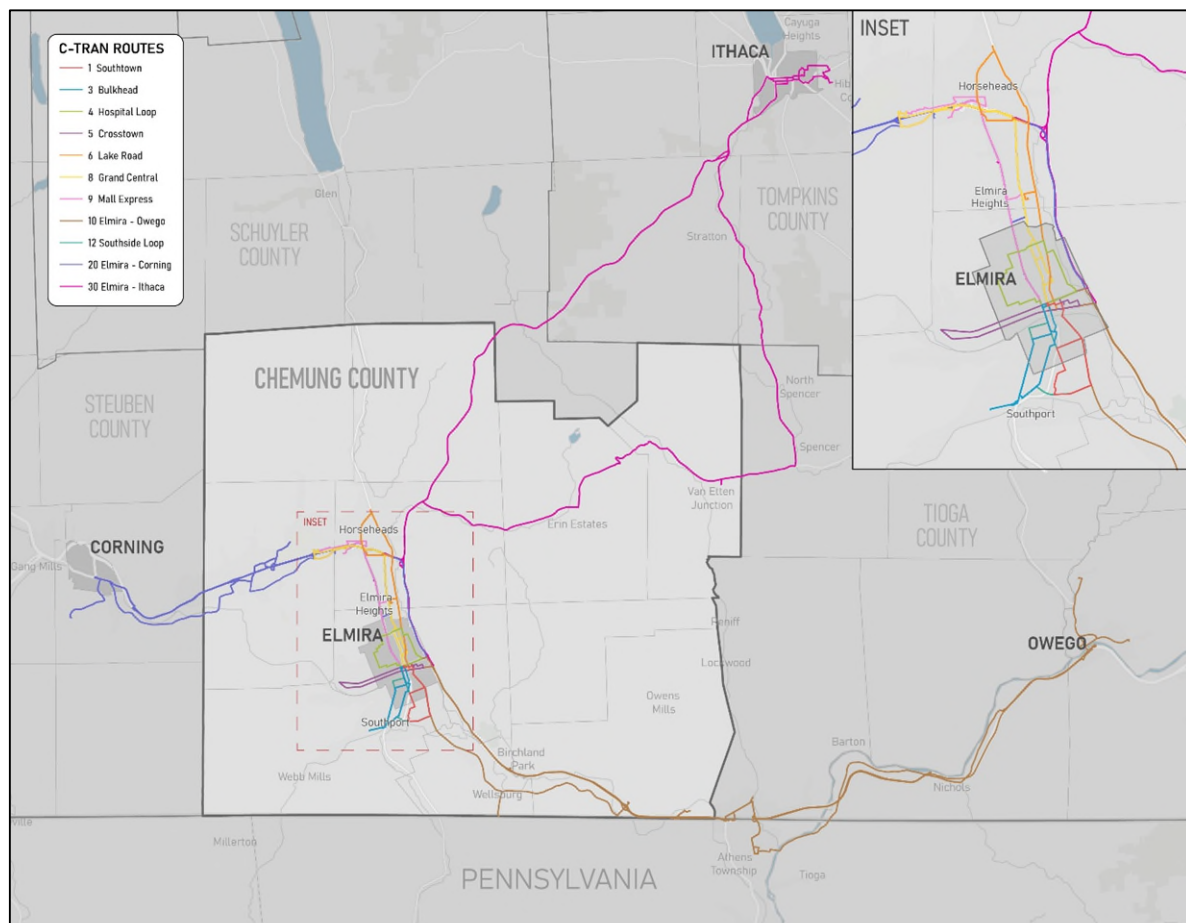 C-TRAN ROUTES
1 Southtown
3 Bulkhead
4 Hospital Loop
5 Crosstown
6 Lake Road
8 Grand Central
9 Mall Express
10 Elmira - Owego
12 Southside Loop
20 Elmira - Corning
30 Elmira - Ithaca
Cayuga
Heights
ITHACA
Glen
SCHUYLER
COUNTY
TOMPKINS
COUNTY
Stratton
CHEMUNG COUNTY
STEUBEN
COUNTY
North
Spencer
Spencer
Van Etten
Junction
Erin Estates
INSET
Horseheads
CORNING
Gang Mills
Elmira
Heights
ELMIRA
Southport
TIOGA
COUNTY
Lockwood
OWEGO
Owens
Mills
Webb Mills
Birchland
Park
Wellsburg
Barton
Nichols
Millerton
Athens
Township
Tioga
PENNSYLVANIA
INSET
Horseheads
Elmira
Heights
ELMIRA
Southport